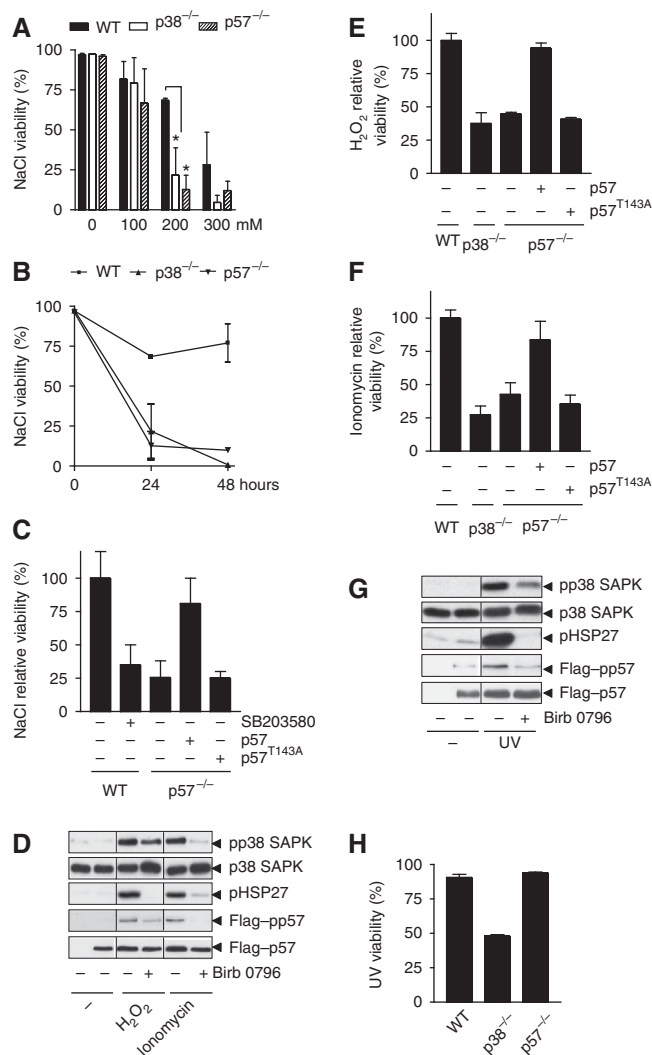 A
WT p38–/– p57–/–
NaCl viability (%)
100
75
50
25
0
* *
0 100 200 300 mM
B
WT p38–/– p57–/–
NaCl viability (%)
100
75
50
25
0
0 24 48 hours
C
NaCl relative viability (%)
100
75
50
25
0
– + – – – SB203580
– – – + – p57
– – – – + p57T143A
WT p57–/–
D
pp38 SAPK
p38 SAPK
pHSP27
Flag–pp57
Flag–p57
– – – + – + Birb 0796
– H2O2 Ionomycin
E
H2O2 relative viability (%)
100
75
50
25
0
– – – + – p57
– – – – + p57T143A
WT p38–/– p57–/–
F
Ionomycin relative viability (%)
100
75
50
25
0
– – – + – p57
– – – – + p57T143A
WT p38–/– p57–/–
G
pp38 SAPK
p38 SAPK
pHSP27
Flag–pp57
Flag–p57
– – – + Birb 0796
– UV
H
UV viability (%)
100
75
50
25
0
WT p38–/– p57–/–